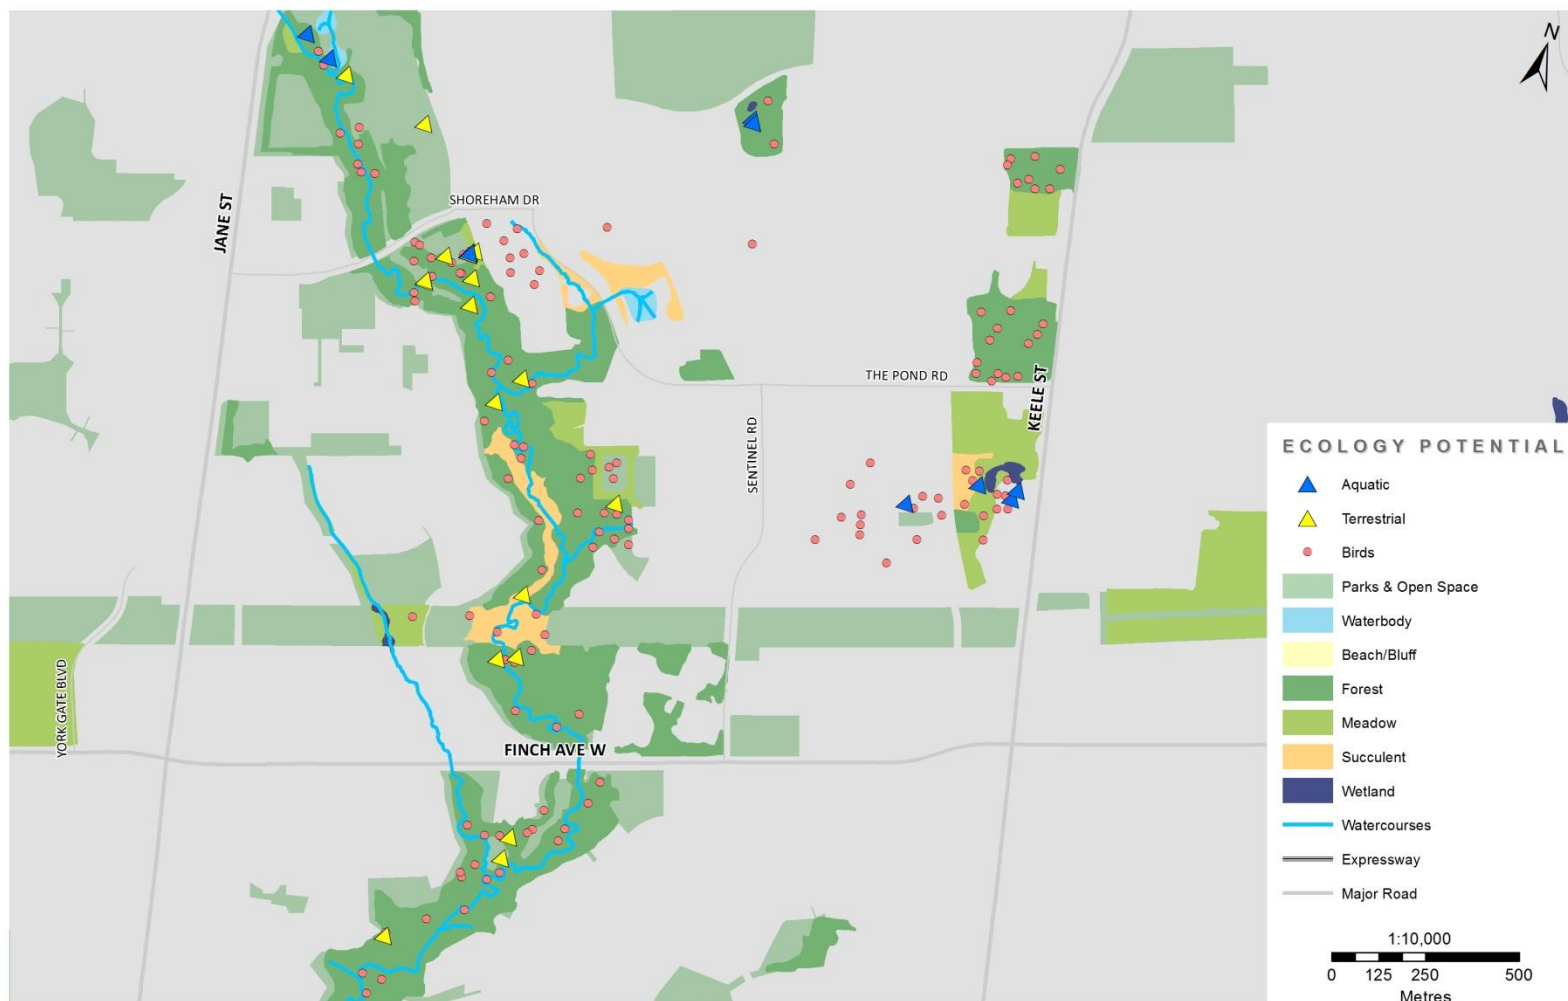 N
SHOREHAM DR
JANE ST
THE POND RD
KEELE ST
SENTINEL RD
YORK GATE BLVD
FINCH AVE W
ECOLOGY POTENTIAL
Aquatic
Terrestrial
Birds
Parks & Open Space
Waterbody
Beach/Bluff
Forest
Meadow
Succulent
Wetland
Watercourses
Expressway
Major Road
1:10,000
0 125 250 500
Metres